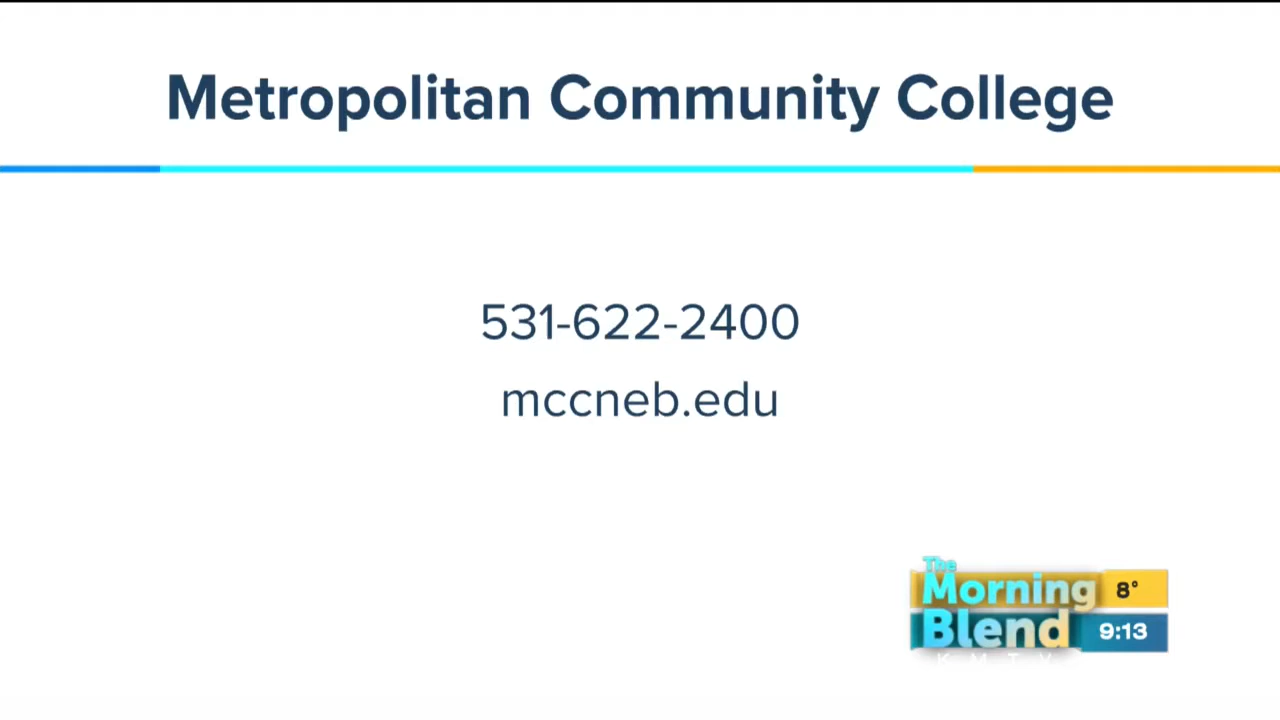 Metropolitan Community College
531-622-2400
mccneb.edu
The
Morning
8°
Blend
9:13
K M T V